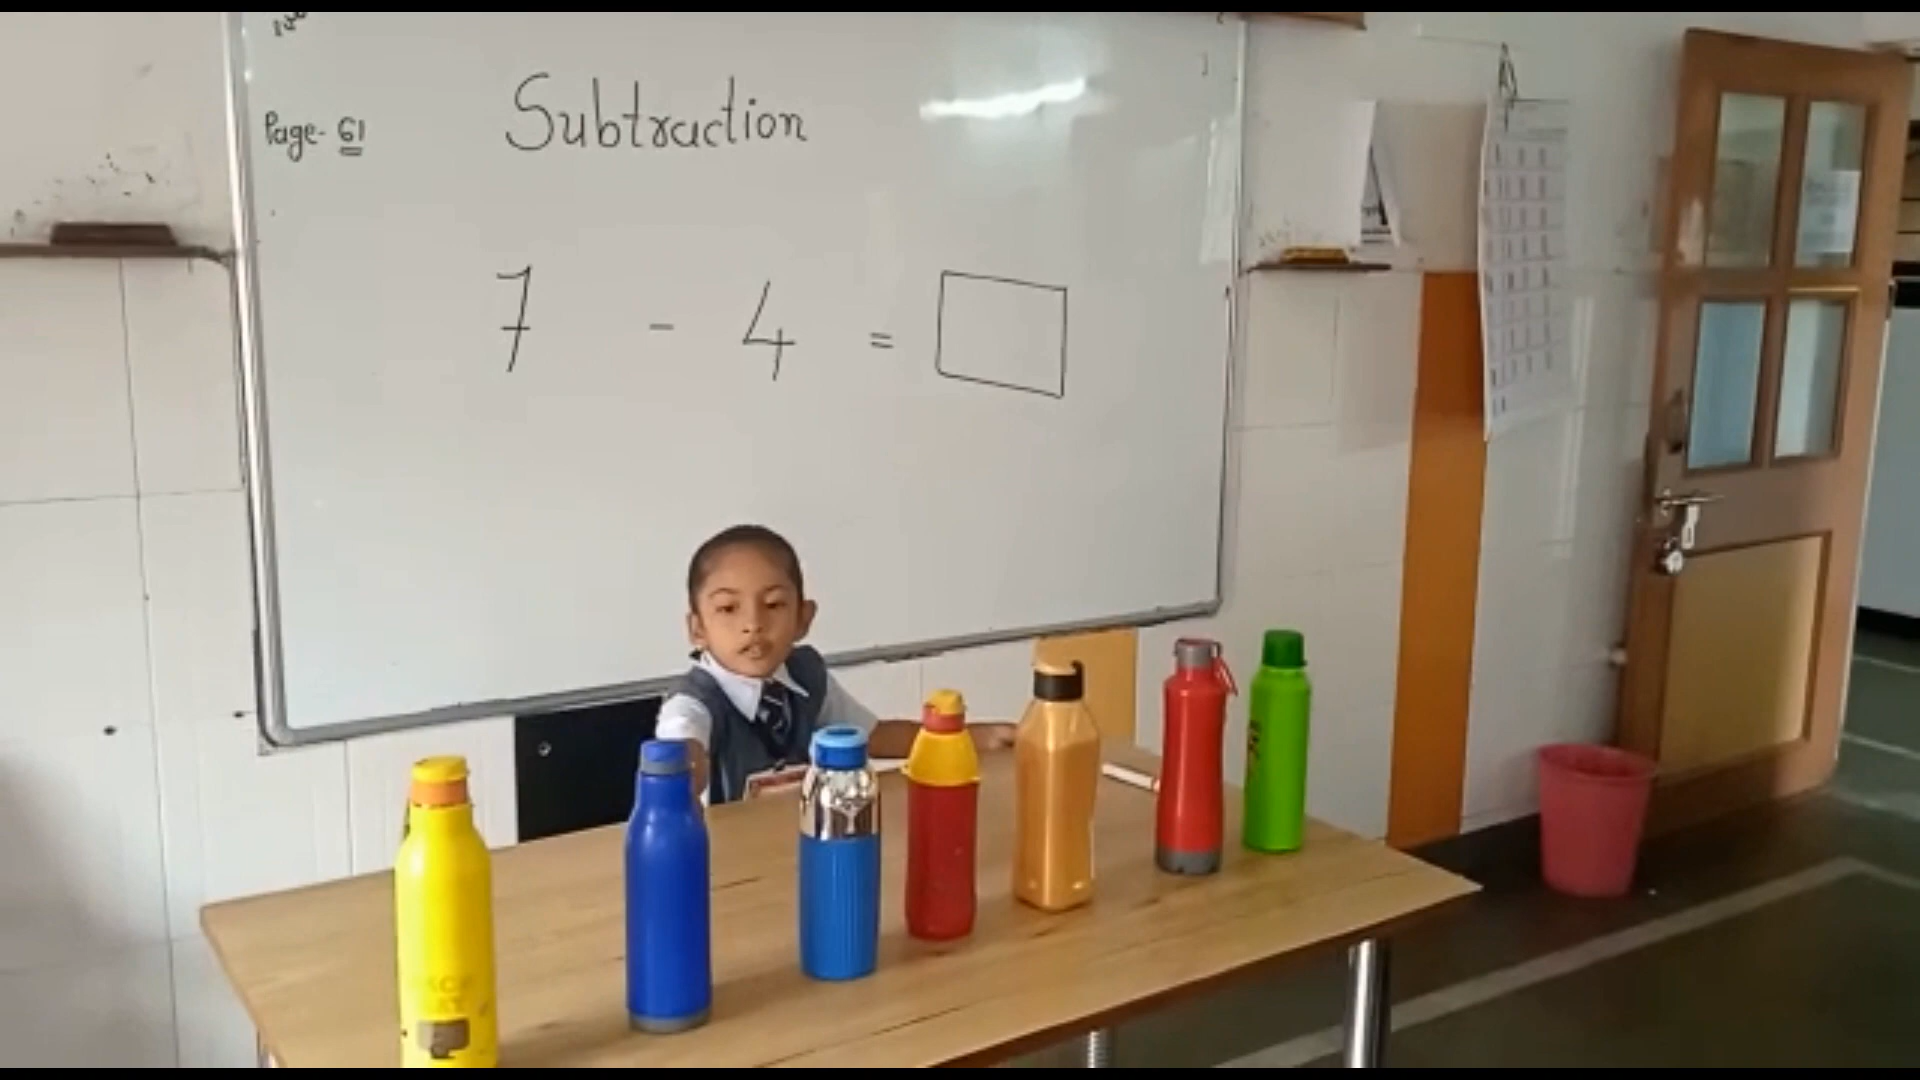 Subtraction
Page- 61
7 - 4 =